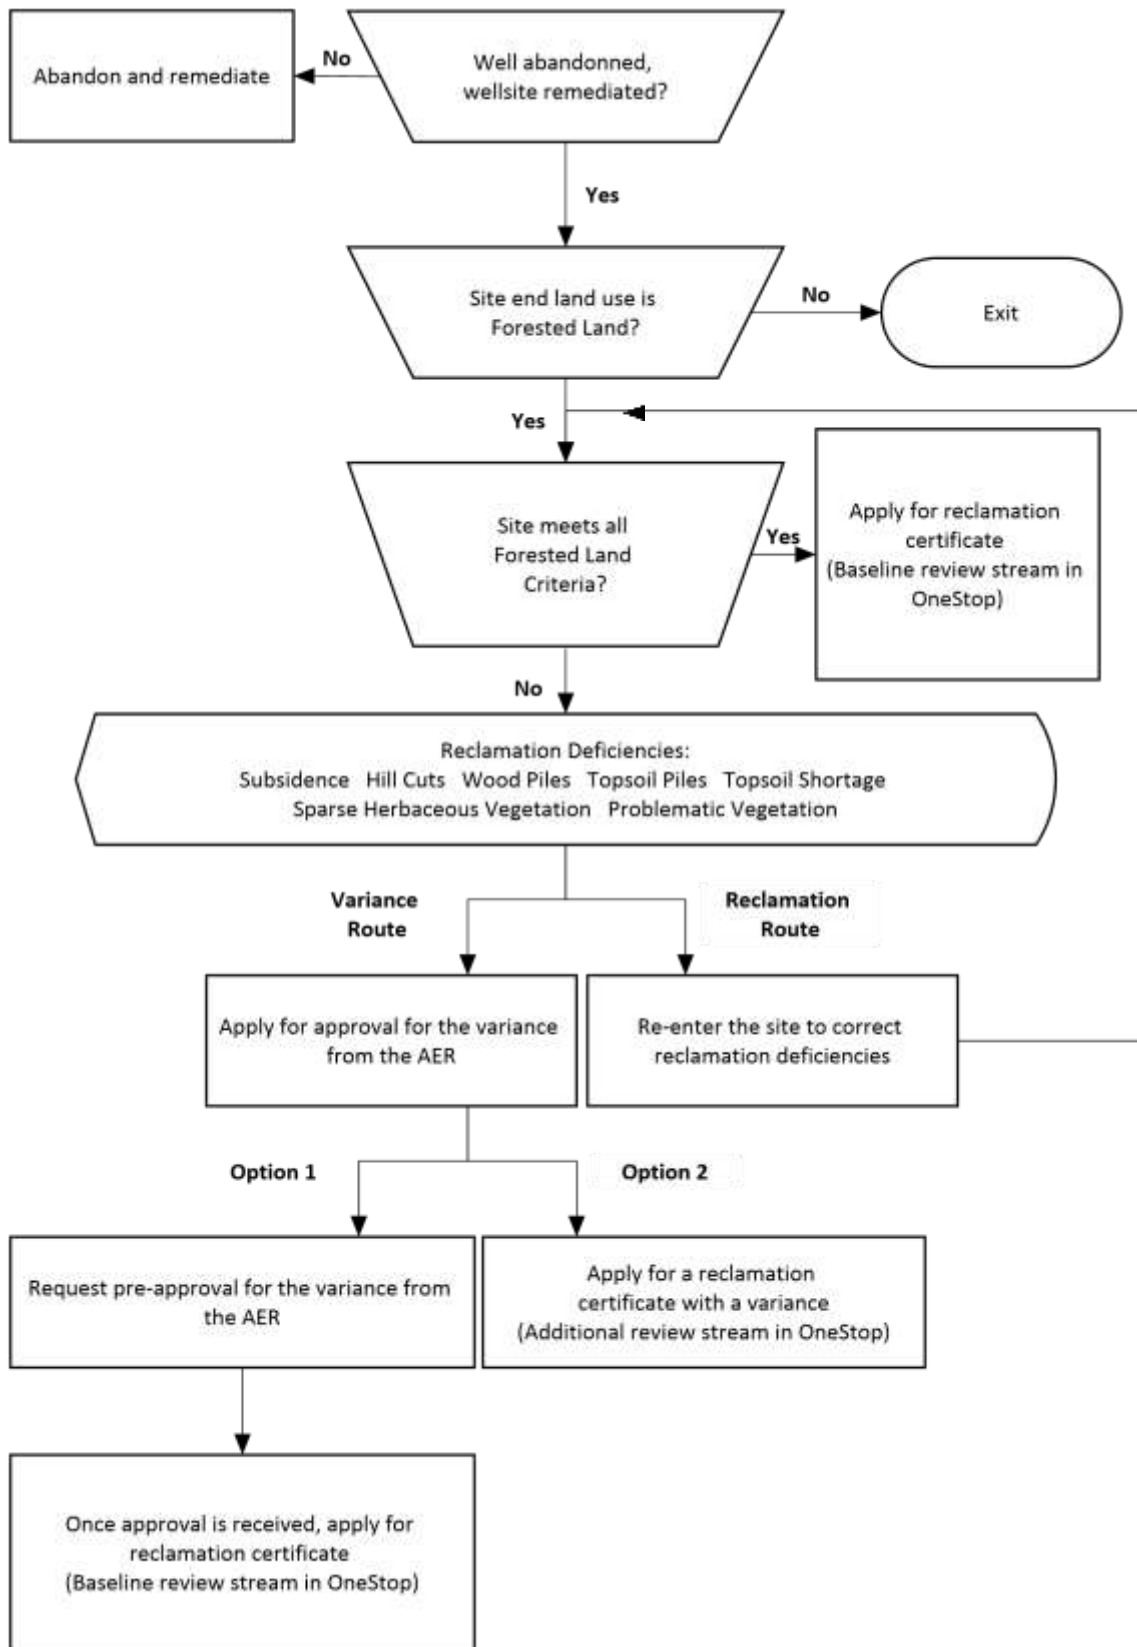 Abandon and remediate
No
Well abandonned,
wellsite remediated?
Yes
Site end land use is
Forested Land?
No
Exit
Yes
Site meets all
Forested Land
Criteria?
Yes
Apply for reclamation
certificate
(Baseline review stream in
OneStop)
No
Reclamation Deficiencies:
Subsidence Hill Cuts Wood Piles Topsoil Piles Topsoil Shortage
Sparse Herbaceous Vegetation Problematic Vegetation
Variance
Route
Reclamation
Route
Apply for approval for the variance
from the AER
Re-enter the site to correct
reclamation deficiencies
Option 1
Option 2
Request pre-approval for the variance from
the AER
Apply for a reclamation
certificate with a variance
(Additional review stream in OneStop)
Once approval is received, apply for
reclamation certificate
(Baseline review stream in OneStop)